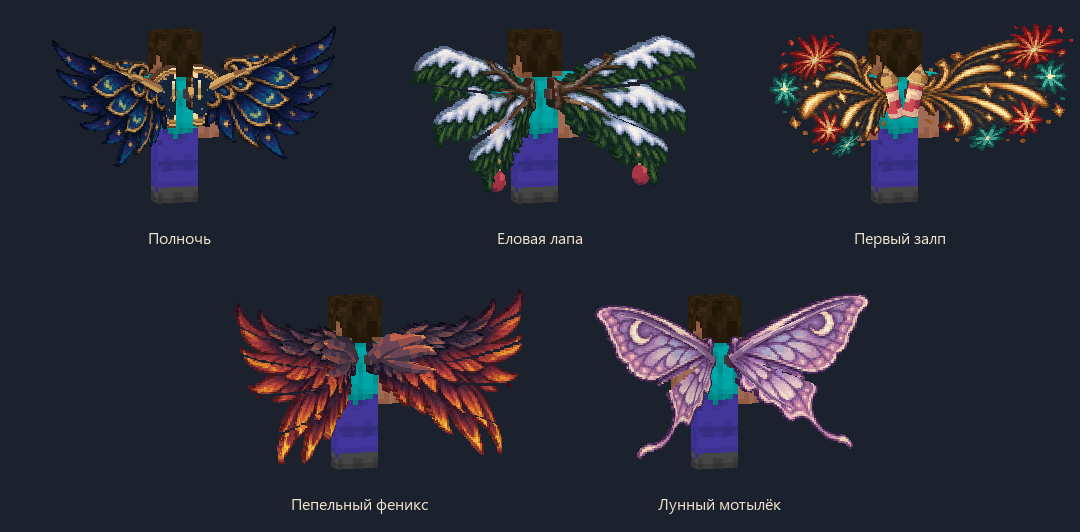 Полночь
Еловая лапа
Первый залп
Пепельный феникс
Лунный мотылёк